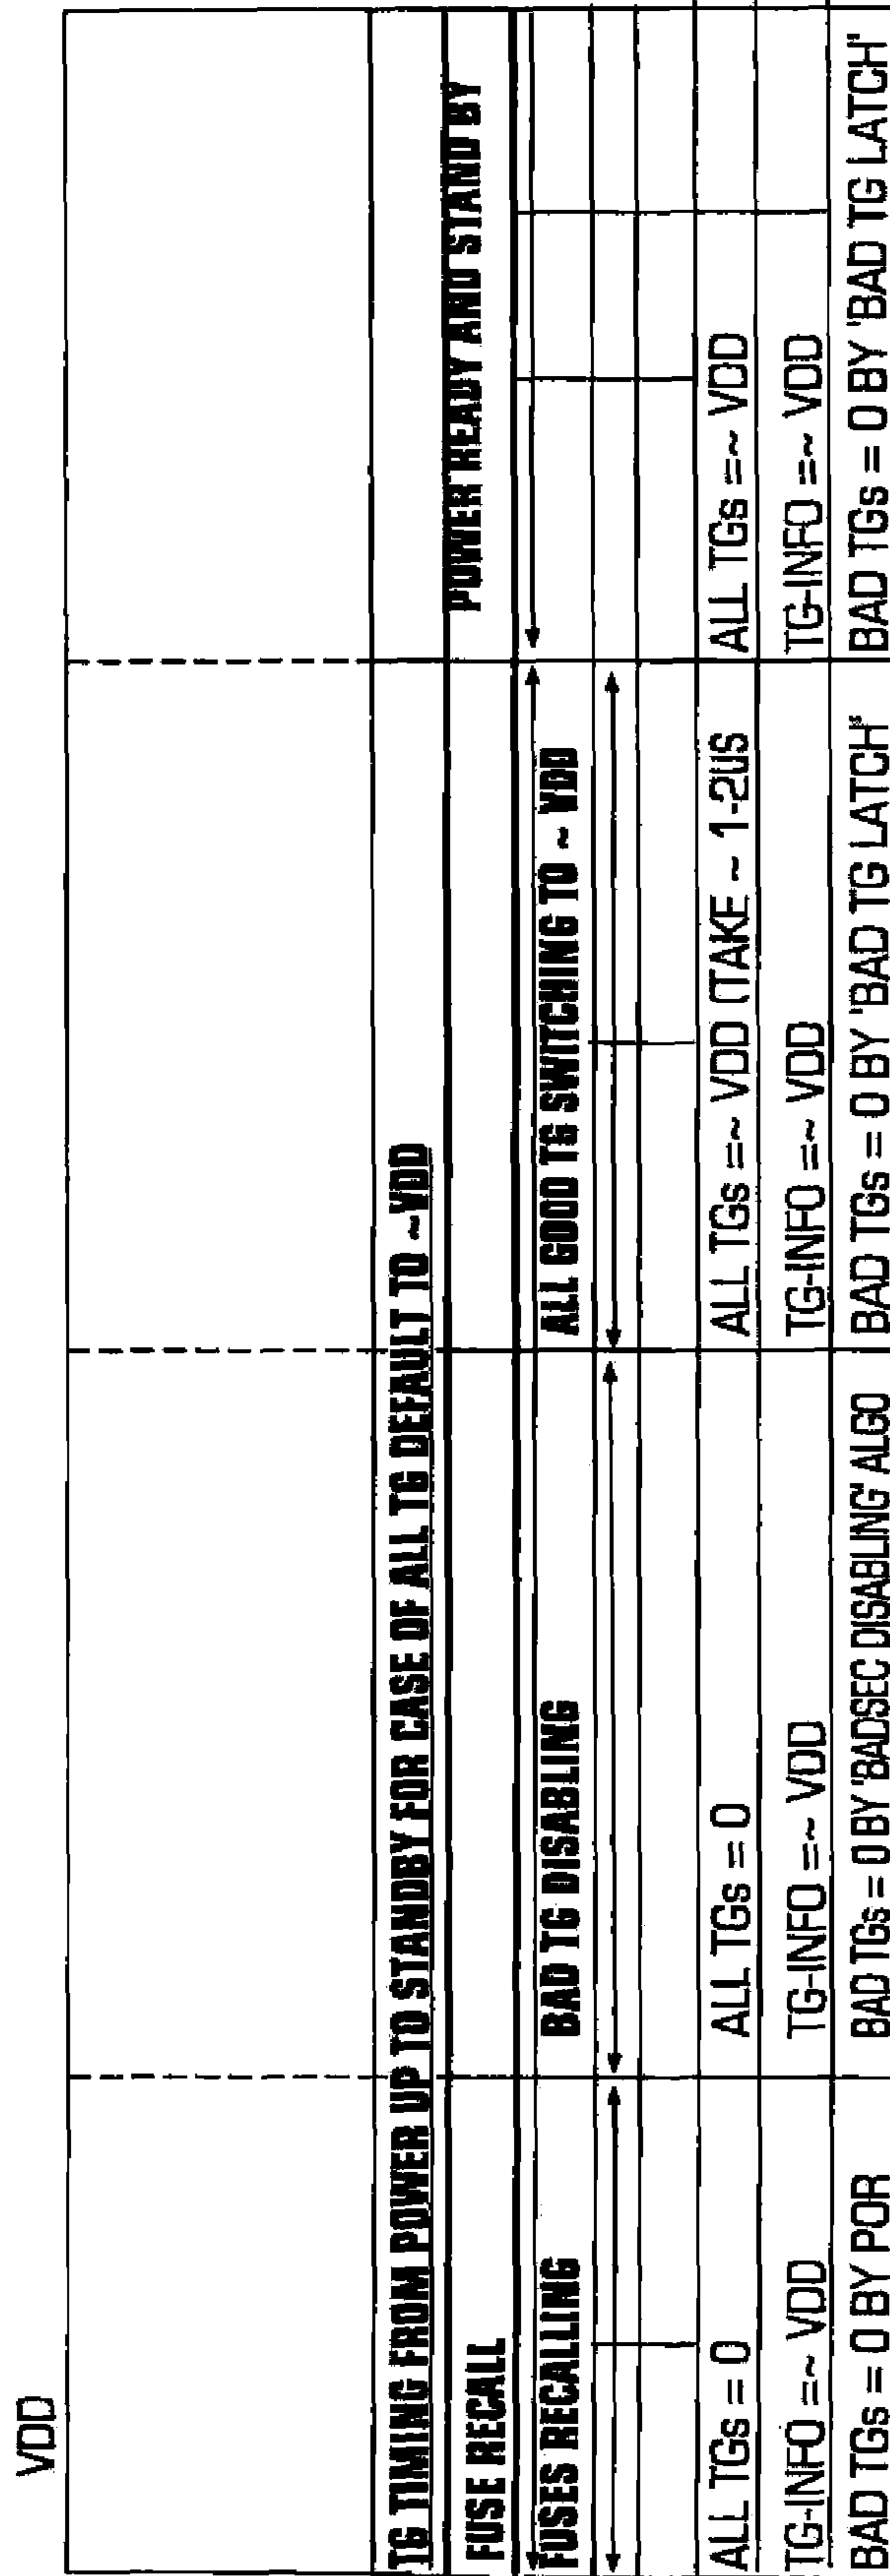 VDD
TG TIMING FROM POWER UP TO STANDBY FOR CASE OF ALL TG DEFAULT TO ~VDD
FUSE RECALL
POWER READY AND STAND BY
FUSES RECALLING
BAD TG DISABLING
ALL GOOD TG SWITCHING TO ~ VDD
ALL TGs = 0
ALL TGs = 0
ALL TGs =~ VDD (TAKE ~ 1-2US
ALL TGs =~ VDD
TG-INFO =~ VDD
TG-INFO =~ VDD
TG-INFO =~ VDD
TG-INFO =~ VDD
BAD TGs = 0 BY POR
BAD TGs = 0 BY 'BADSEC DISABLING' ALGO
BAD TGs = 0 BY 'BAD TG LATCH'
BAD TGs = 0 BY 'BAD TG LATCH'